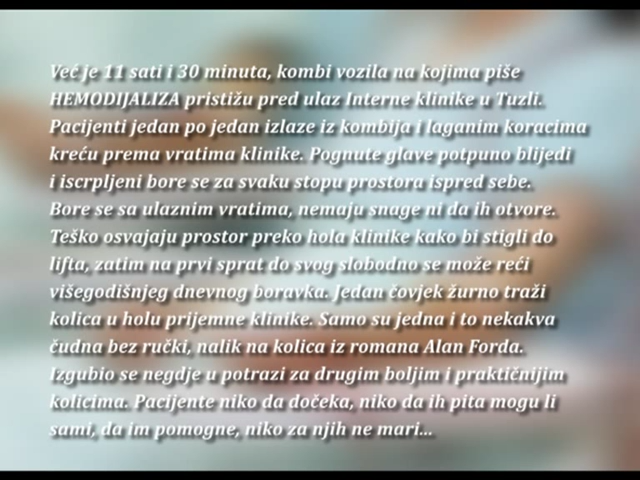 Već je 11 sati i 30 minuta, kombi vozila na kojima piše
HEMODIJALIZA pristižu pred ulaz Interne klinike u Tuzli.
Pacijenti jedan po jedan izlaze iz kombija i laganim koracima
kreću prema vratima klinike. Pognute glave potpuno blijedi
i iscrpljeni bore se za svaku stopu prostora ispred sebe.
Bore se sa ulaznim vratima, nemaju snage ni da ih otvore.
Teško osvajaju prostor preko hola klinike kako bi stigli do
lifta, zatim na prvi sprat do svog slobodno se može reći
višegodišnjeg dnevnog boravka. Jedan čovjek žurno traži
kolica u holu prijemne klinike. Samo su jedna i to nekakva
čudna bez ručki, nalik na kolica iz romana Alan Forda.
Izgubio se negdje u potrazi za drugim boljim i praktičnijim
kolicima. Pacijente niko da dočeka, niko da ih pita mogu li
sami, da im pomogne, niko za njih ne mari...